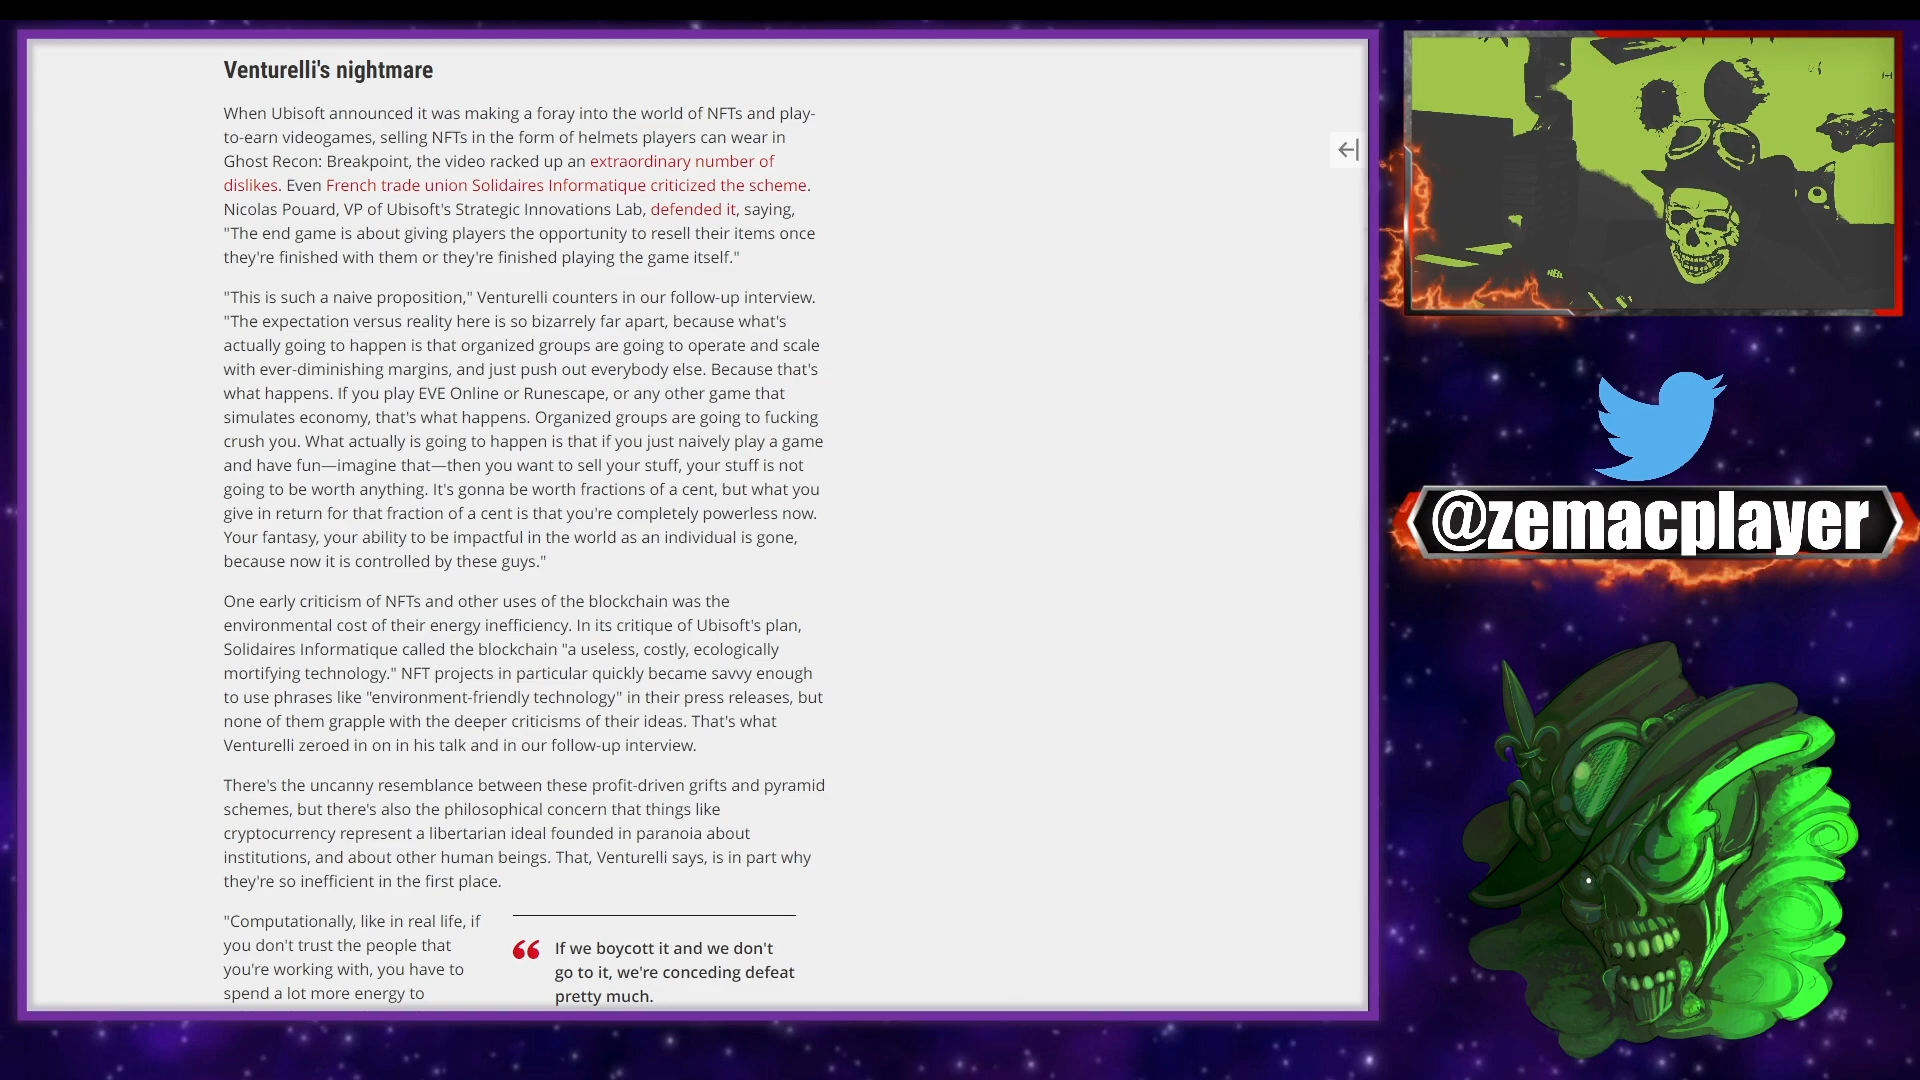 Venturelli's nightmare
When Ubisoft announced it was making a foray into the world of NFTs and play-
to-earn videogames, selling NFTs in the form of helmets players can wear in
Ghost Recon: Breakpoint, the video racked up an extraordinary number of
dislikes. Even French trade union Solidaires Informatique criticized the scheme.
Nicolas Pouard, VP of Ubisoft's Strategic Innovations Lab, defended it, saying,
"The end game is about giving players the opportunity to resell their items once
they're finished with them or they're finished playing the game itself."
"This is such a naive proposition," Venturelli counters in our follow-up interview.
"The expectation versus reality here is so bizarrely far apart, because what's
actually going to happen is that organized groups are going to operate and scale
with ever-diminishing margins, and just push out everybody else. Because that's
what happens. If you play EVE Online or Runescape, or any other game that
simulates economy, that's what happens. Organized groups are going to fucking
crush you. What actually is going to happen is that if you just naively play a game
and have fun—imagine that—then you want to sell your stuff, your stuff is not
going to be worth anything. It's gonna be worth fractions of a cent, but what you
give in return for that fraction of a cent is that you're completely powerless now.
Your fantasy, your ability to be impactful in the world as an individual is gone,
because now it is controlled by these guys."
One early criticism of NFTs and other uses of the blockchain was the
environmental cost of their energy inefficiency. In its critique of Ubisoft's plan,
Solidaires Informatique called the blockchain "a useless, costly, ecologically
mortifying technology." NFT projects in particular quickly became savvy enough
to use phrases like "environment-friendly technology" in their press releases, but
none of them grapple with the deeper criticisms of their ideas. That's what
Venturelli zeroed in on in his talk and in our follow-up interview.
There's the uncanny resemblance between these profit-driven grifts and pyramid
schemes, but there's also the philosophical concern that things like
cryptocurrency represent a libertarian ideal founded in paranoia about
institutions, and about other human beings. That, Venturelli says, is in part why
they're so inefficient in the first place.
"Computationally, like in real life, if
you don't trust the people that
you're working with, you have to
spend a lot more energy to
If we boycott it and we don't
go to it, we're conceding defeat
pretty much.
@zemacplayer